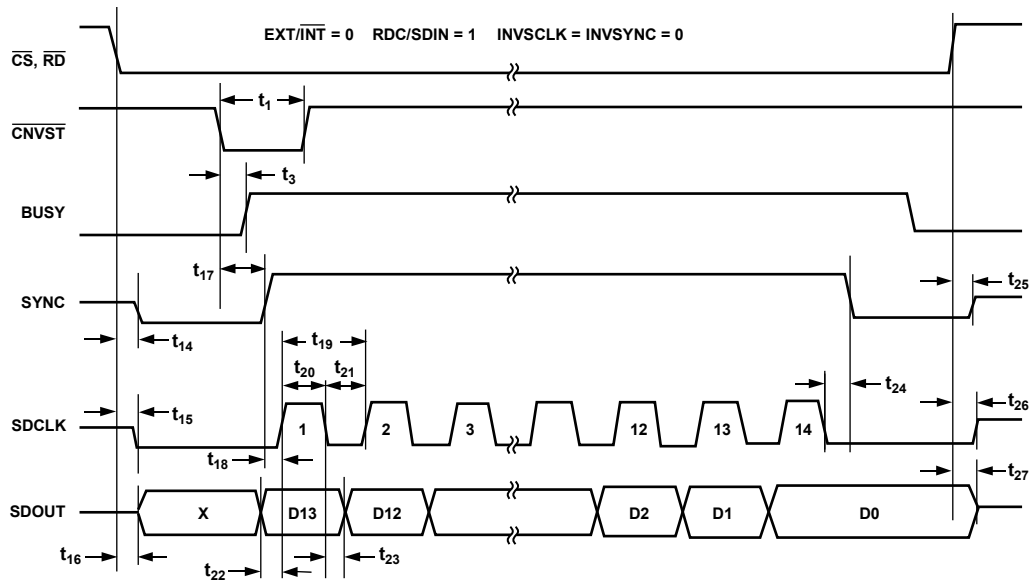 EXT/INT = 0 RDC/SDIN = 1 INVSCLK = INVSYNC = 0
CS, RD
t1
CNVST
t3
BUSY
t17
SYNC
t25
t14
t19
t20 t21
t24
t15
t26
SDCLK
1 2 3 12 13 14
t18
t27
SDOUT
X D13 D12 D2 D1 D0
t16
t22
t23